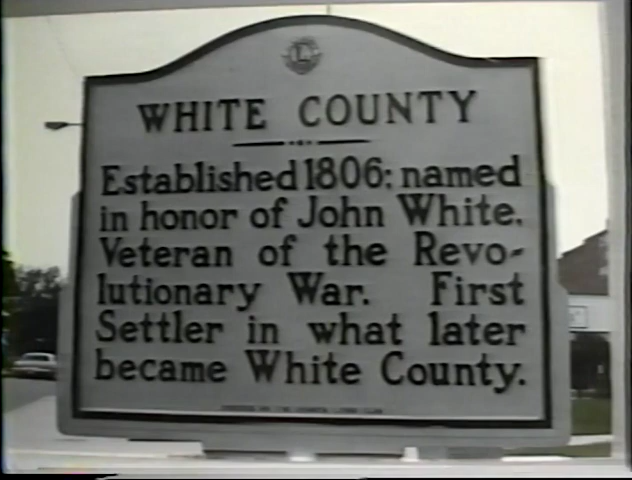 L
WHITE COUNTY
Established 1806; named
in honor of John White.
Veteran of the Revo-
lutionary War. First
Settler in what later
became White County.